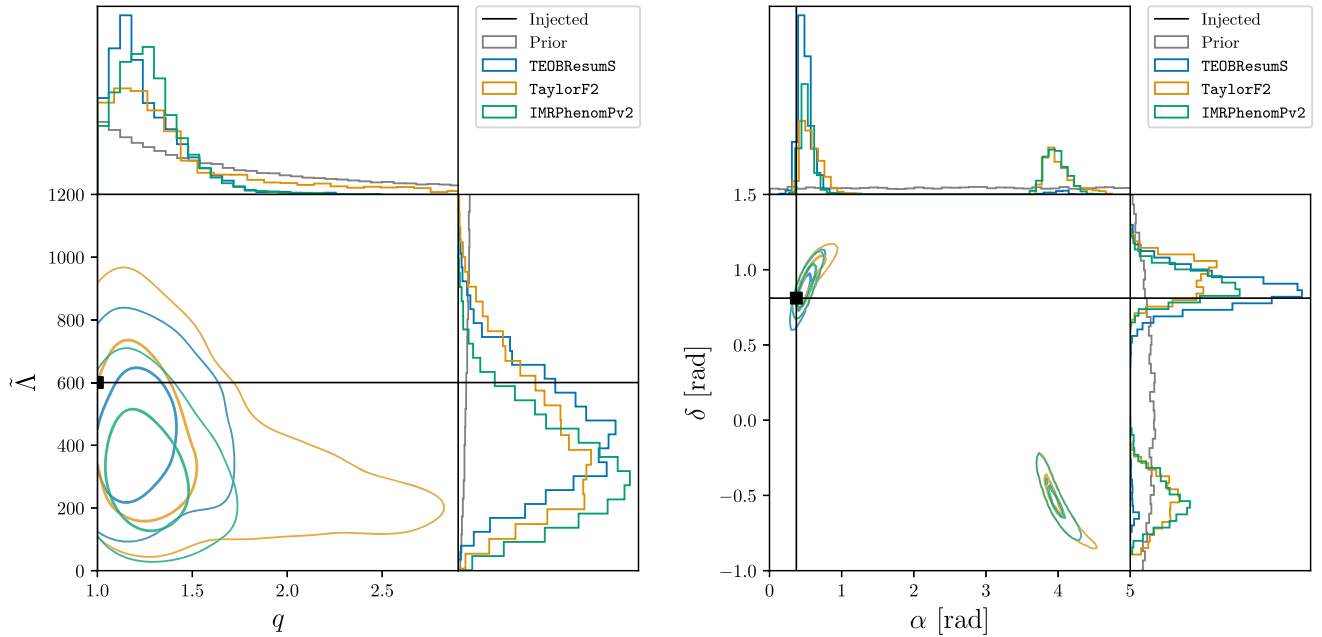 Injected
Prior
TEOBResumS
TaylorF2
IMRPhenomPv2
1200
1000
800
600
400
200
0
Λ̃
1.0 1.5 2.0 2.5
q
Injected
Prior
TEOBResumS
TaylorF2
IMRPhenomPv2
1.5
1.0
0.5
0.0
−0.5
−1.0
δ [rad]
0 1 2 3 4 5
α [rad]